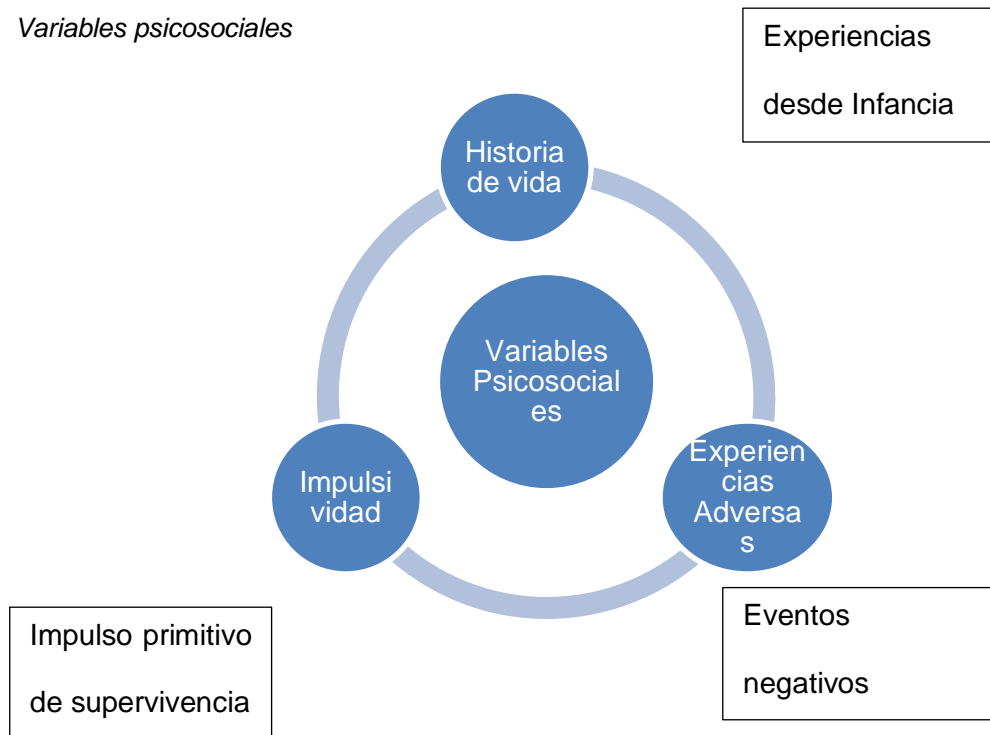 Variables psicosociales
Experiencias
desde Infancia
Historia
de vida
Variables
Psicosocial
es
Impulsi
vidad
Experien
cias
Adversa
s
Impulso primitivo
de supervivencia
Eventos
negativos